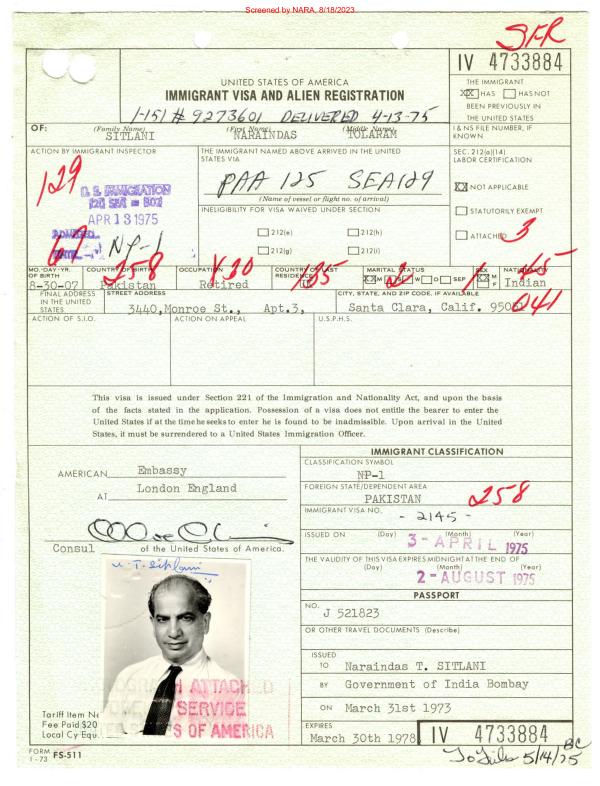 Screened by NARA, 8/18/2023
SFR
IV 4733884
UNITED STATES OF AMERICA
IMMIGRANT VISA AND ALIEN REGISTRATION
I-151 # 9273601 DELIVERED 4-13-75
THE IMMIGRANT
XX HAS HAS NOT
BEEN PREVIOUSLY IN
THE UNITED STATES
OF: (Family Name) (First Name) (Middle Name)
SITLANI NARAINDAS TOLARAM
I & NS FILE NUMBER, IF
KNOWN
ACTION BY IMMIGRANT INSPECTOR
129
U. S. IMMIGRATION
APR 13 1975
ADMITTED
NP-1
THE IMMIGRANT NAMED ABOVE ARRIVED IN THE UNITED
STATES VIA
PAA 125 SEA 129
(Name of vessel or flight no. of arrival)
INELIGIBILITY FOR VISA WAIVED UNDER SECTION
212(e) 212(h)
212(g) 212(i)
SEC. 212(a)(14)
LABOR CERTIFICATION
XX NOT APPLICABLE
STATUTORILY EXEMPT
ATTACHED
3
MO.-DAY-YR.
OF BIRTH
8-30-07
COUNTRY OF BIRTH
Pakistan
258
OCCUPATION
Retired
COUNTRY OF LAST
RESIDENCE
MARITAL STATUS
M S W D SEP
2
SEX
M
F
1
NATIONALITY
Indian
FINAL ADDRESS
IN THE UNITED
STATES
STREET ADDRESS
3440, Monroe St., Apt.3,
CITY, STATE, AND ZIP CODE, IF AVAILABLE
Santa Clara, Calif.
041
ACTION OF S.I.O. ACTION ON APPEAL U.S.P.H.S.
This visa is issued under Section 221 of the Immigration and Nationality Act, and upon the basis
of the facts stated in the application. Possession of a visa does not entitle the bearer to enter the
United States if at the time he seeks to enter he is found to be inadmissible. Upon arrival in the United
States, it must be surrendered to a United States Immigration Officer.
AMERICAN Embassy
AT London England
Consul of the United States of America.
N. T. Sitlani
PHOTOGRAPH ATTACHED
SERVICE
OF AMERICA
Tariff Item No
Fee Paid $20
Local Cy Equ.
FORM FS-511
1-73
IMMIGRANT CLASSIFICATION
CLASSIFICATION SYMBOL
NP-1
FOREIGN STATE/DEPENDENT AREA
PAKISTAN
258
IMMIGRANT VISA NO.
- 2145 -
ISSUED ON (Day) (Month) (Year)
3 - APRIL 1975
THE VALIDITY OF THIS VISA EXPIRES MIDNIGHT AT THE END OF
(Day) (Month) (Year)
2 - AUGUST 1975
PASSPORT
NO.
J 521823
OR OTHER TRAVEL DOCUMENTS (Describe)
ISSUED
TO Naraindas T. SITLANI
BY Government of India Bombay
ON March 31st 1973
EXPIRES
March 30th 1978
IV 4733884
To Files 5/14/75
BC